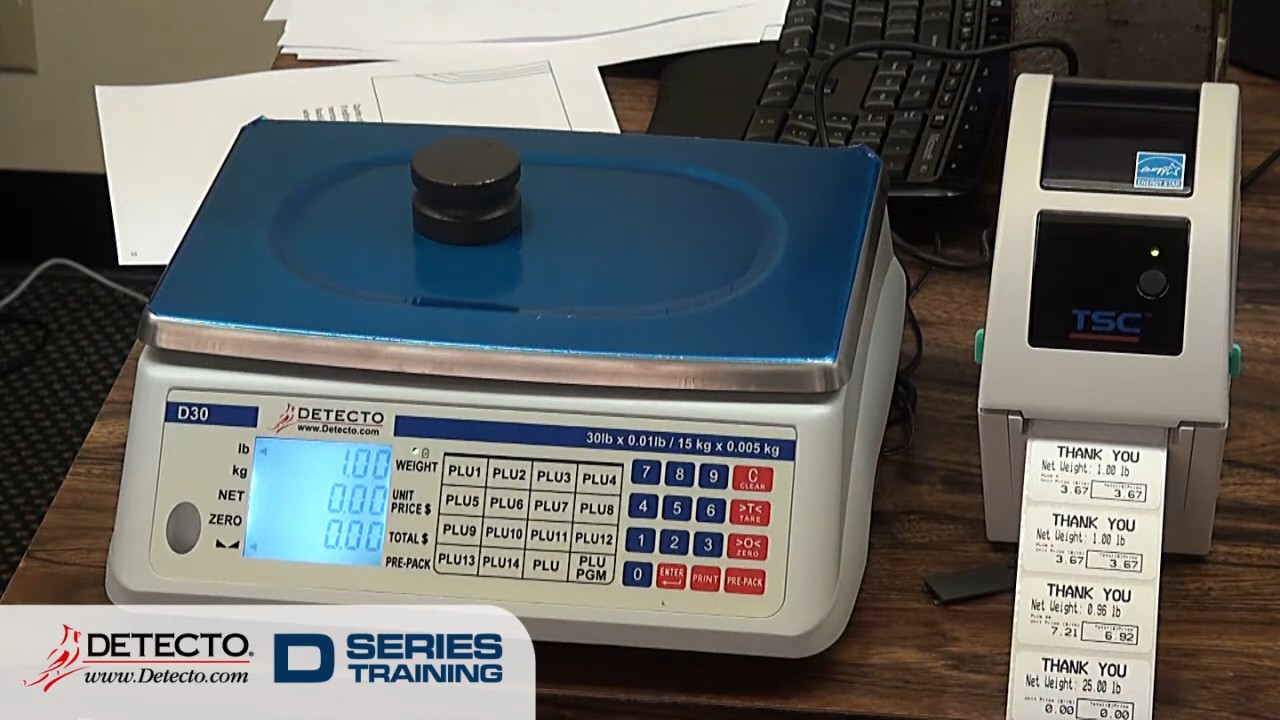 ENERGY STAR
TSC
D30
DETECTO
www.Detecto.com
30lb x 0.01lb / 15 kg x 0.005 kg
lb
kg
NET
ZERO
1.00
0.00
0.00
WEIGHT
UNIT
PRICE $
TOTAL $
PRE-PACK
PLU1 PLU2 PLU3 PLU4
PLU5 PLU6 PLU7 PLU8
PLU9 PLU10 PLU11 PLU12
PLU13 PLU14 PLU PLU PGM
7 8 9 C CLEAR
4 5 6 >T< TARE
1 2 3 >O< ZERO
0 ENTER PRINT PRE-PACK
THANK YOU
Net Weight: 1.00 lb
3.67 3.67
THANK YOU
Net Weight: 1.00 lb
3.67 3.67
THANK YOU
Net Weight: 0.96 lb
7.21 6.92
THANK YOU
Net Weight: 25.00 lb
0.00 0.00
DETECTO®
www.Detecto.com
D SERIES
TRAINING